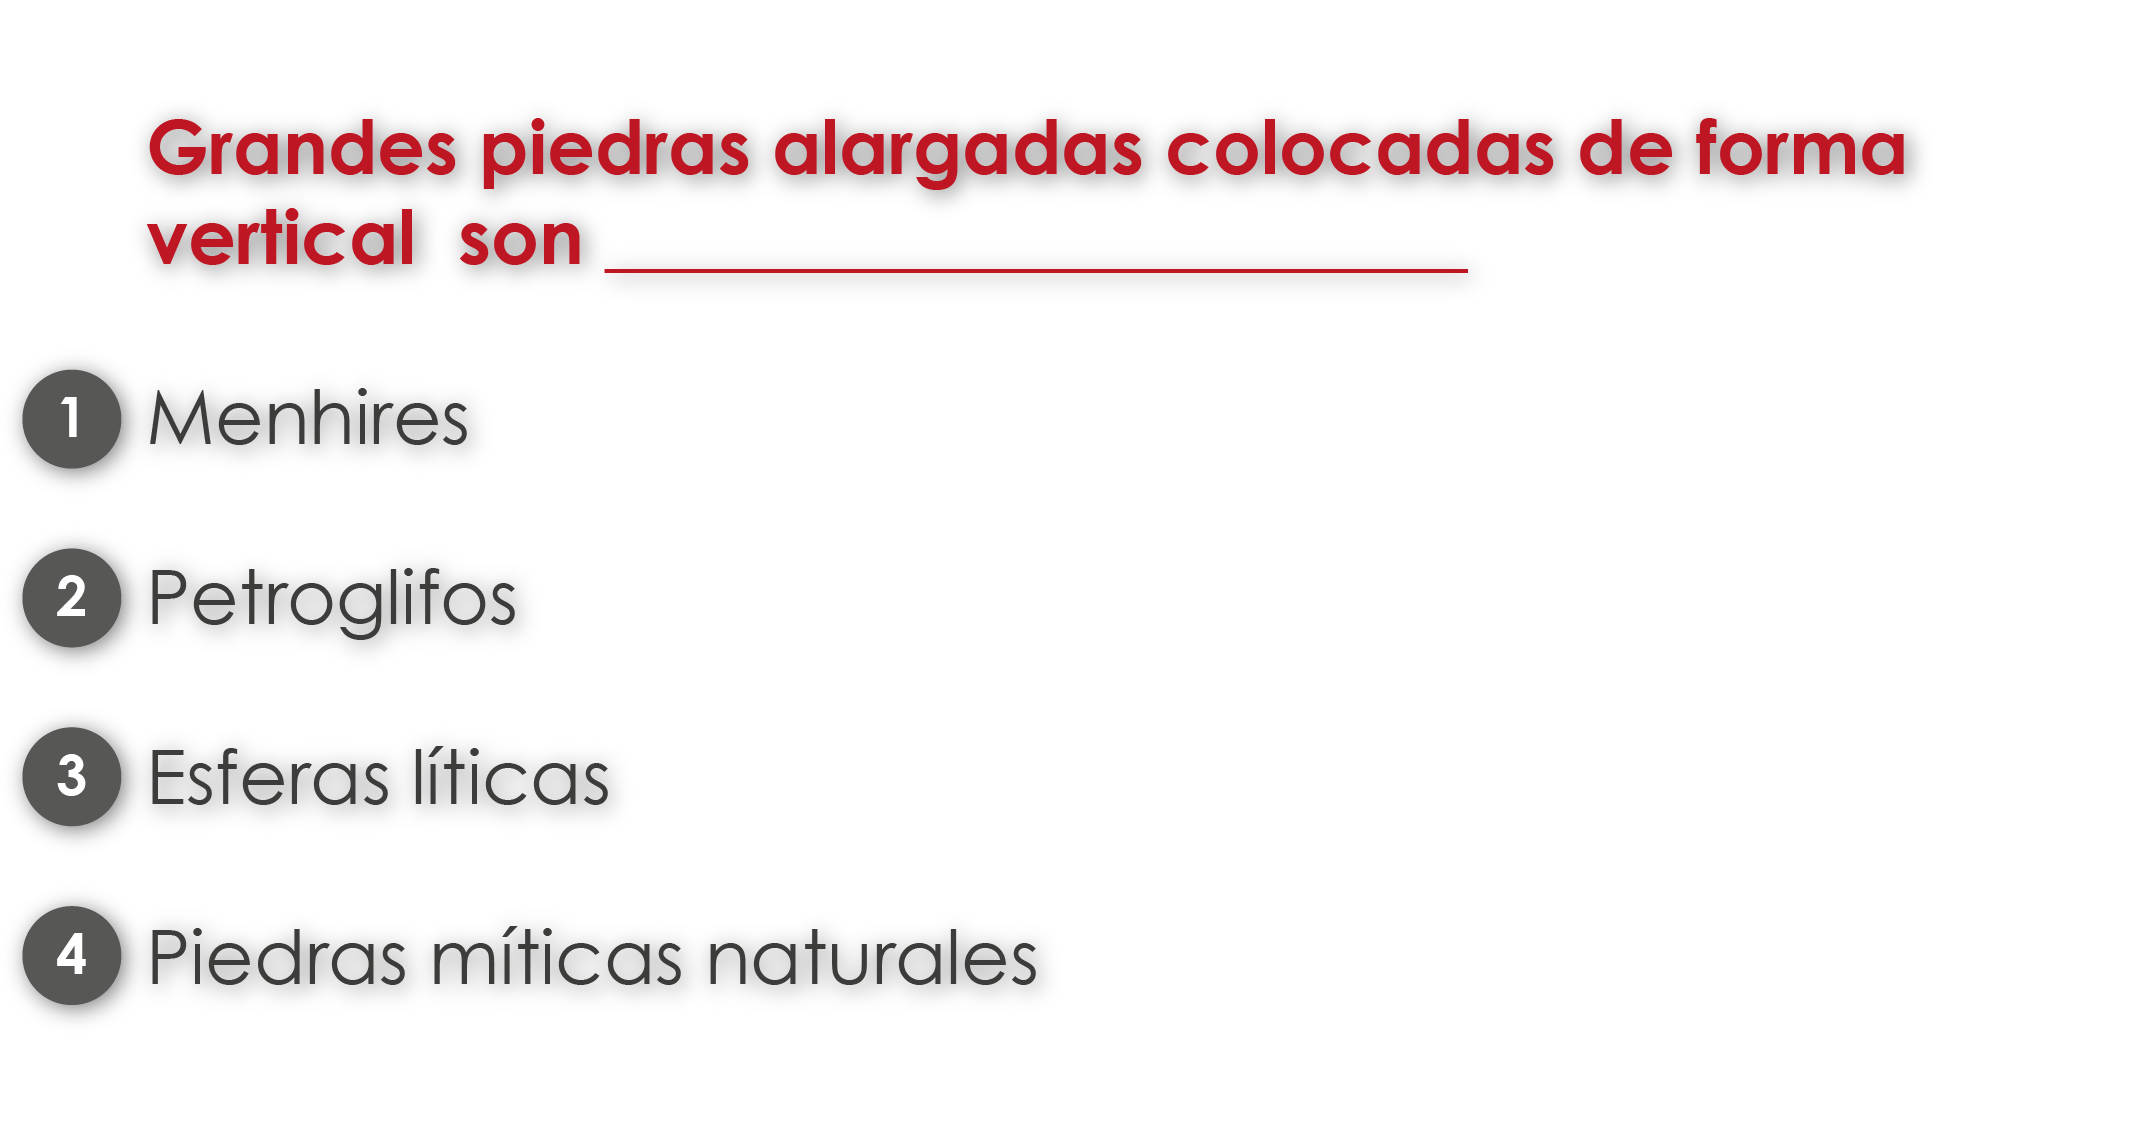 Grandes piedras alargadas colocadas de forma
vertical  son ______________________
1 Menhires
2 Petroglifos
3 Esferas líticas
4 Piedras míticas naturales